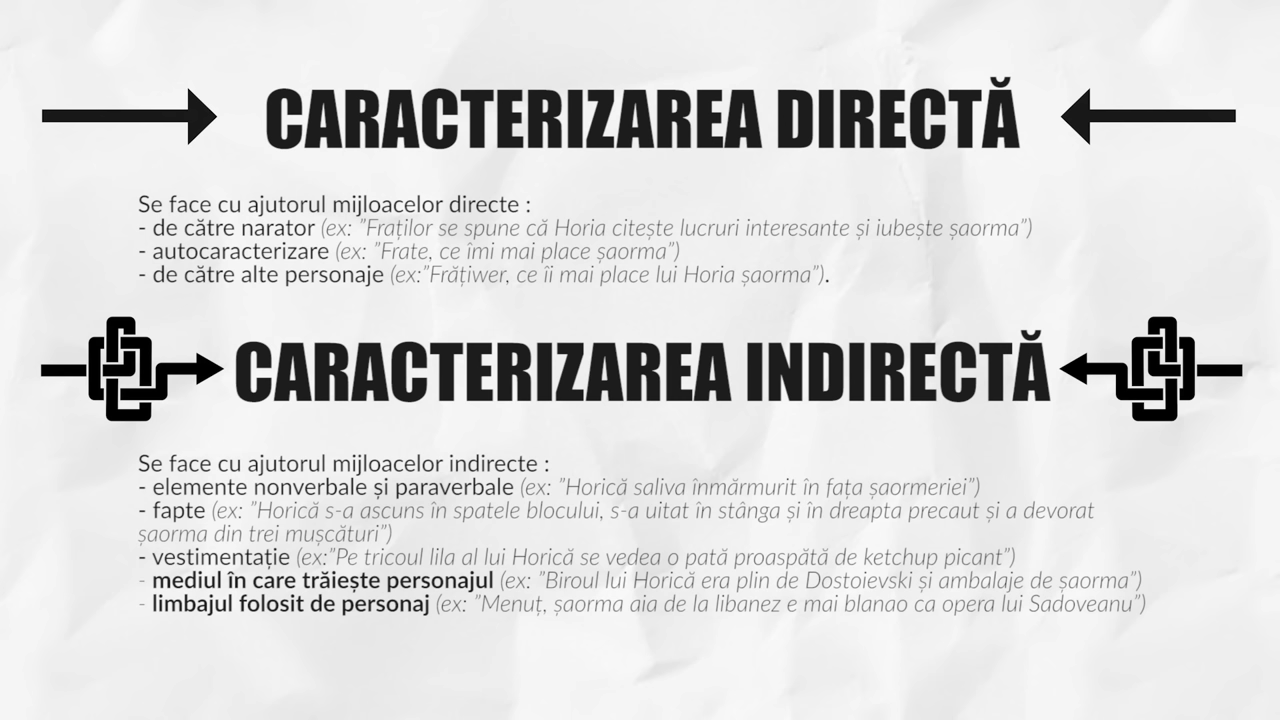 CARACTERIZAREA DIRECTĂ
Se face cu ajutorul mijloacelor directe :
- de către narator (ex: ”Fraților se spune că Horia citește lucruri interesante și iubește șaorma”)
- autocaracterizare (ex: ”Frate, ce îmi mai place șaorma”)
- de către alte personaje (ex:”Frățiwer, ce îi mai place lui Horia șaorma”).
CARACTERIZAREA INDIRECTĂ
Se face cu ajutorul mijloacelor indirecte :
- elemente nonverbale și paraverbale (ex: ”Horică saliva înmărmurit în fața șaormeriei”)
- fapte (ex: ”Horică s-a ascuns în spatele blocului, s-a uitat în stânga și în dreapta precaut și a devorat
șaorma din trei mușcături”)
- vestimentație (ex:”Pe tricoul lila al lui Horică se vedea o pată proaspătă de ketchup picant”)
- mediul în care trăiește personajul (ex: ”Biroul lui Horică era plin de Dostoievski și ambalaje de șaorma”)
- limbajul folosit de personaj (ex: ”Menuț, șaorma aia de la libanez e mai blanao ca opera lui Sadoveanu”)